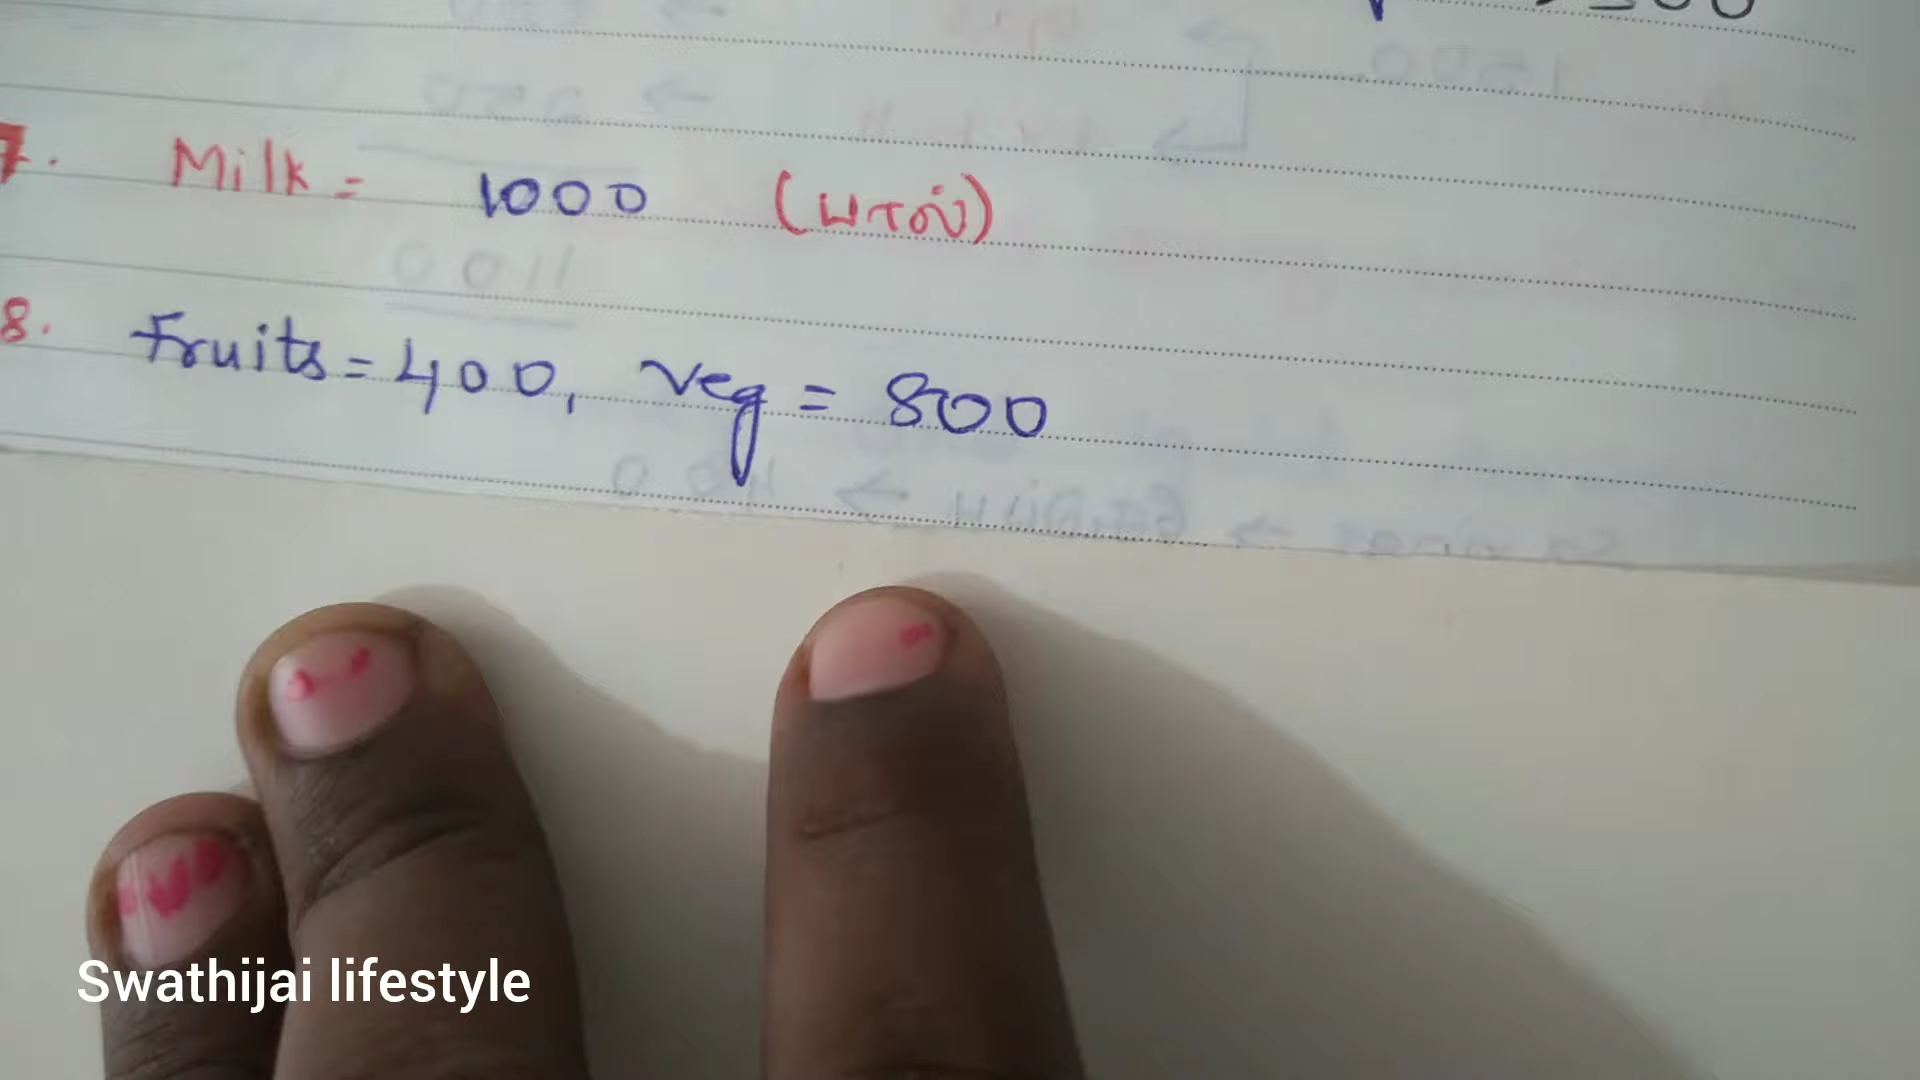 7. Milk = 1000 (பால்)
8. Fruits = 400, Veg = 800
Swathijai lifestyle